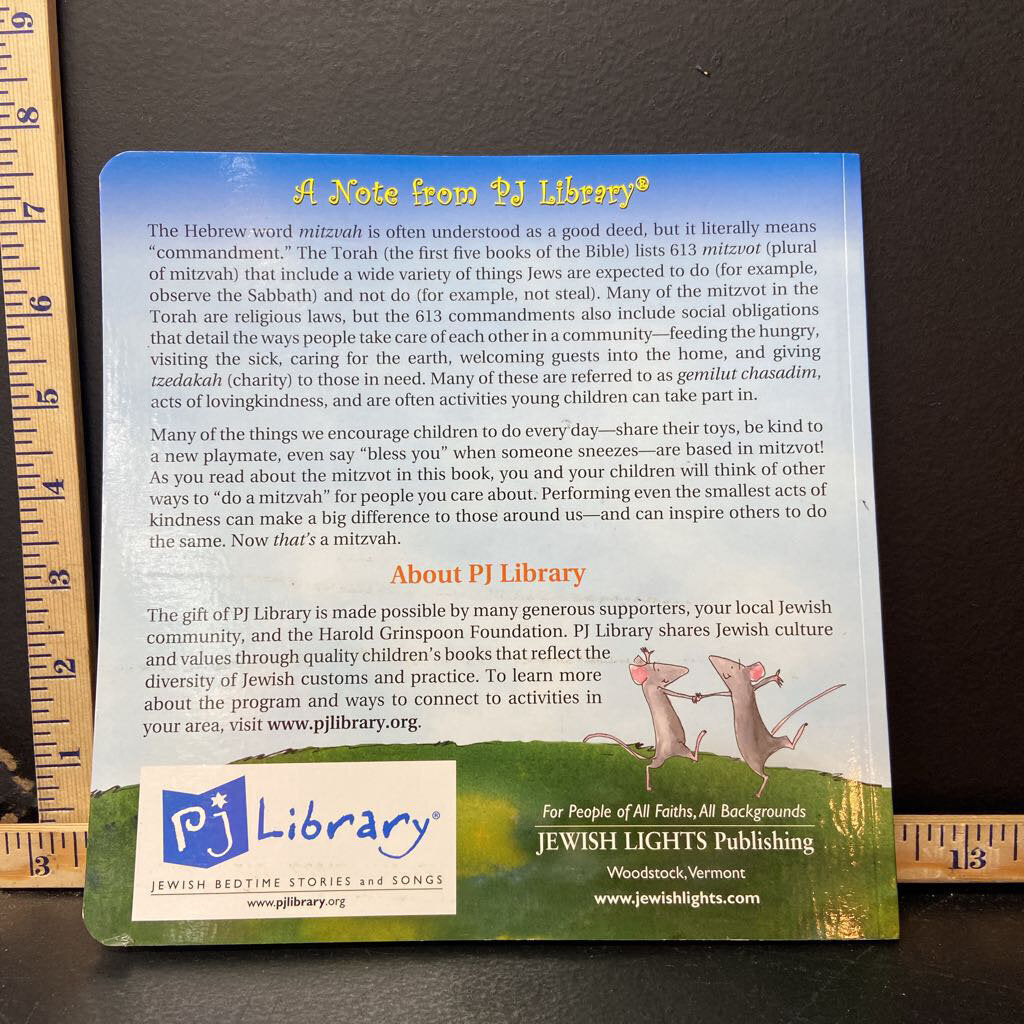 A Note from PJ Library®
The Hebrew word mitzvah is often understood as a good deed, but it literally means
“commandment.” The Torah (the first five books of the Bible) lists 613 mitzvot (plural
of mitzvah) that include a wide variety of things Jews are expected to do (for example,
observe the Sabbath) and not do (for example, not steal). Many of the mitzvot in the
Torah are religious laws, but the 613 commandments also include social obligations
that detail the ways people take care of each other in a community—feeding the hungry,
visiting the sick, caring for the earth, welcoming guests into the home, and giving
tzedakah (charity) to those in need. Many of these are referred to as gemilut chasadim,
acts of lovingkindness, and are often activities young children can take part in.
Many of the things we encourage children to do every day—share their toys, be kind to
a new playmate, even say “bless you” when someone sneezes—are based in mitzvot!
As you read about the mitzvot in this book, you and your children will think of other
ways to “do a mitzvah” for people you care about. Performing even the smallest acts of
kindness can make a big difference to those around us—and can inspire others to do
the same. Now that’s a mitzvah.
About PJ Library
The gift of PJ Library is made possible by many generous supporters, your local Jewish
community, and the Harold Grinspoon Foundation. PJ Library shares Jewish culture
and values through quality children’s books that reflect the
diversity of Jewish customs and practice. To learn more
about the program and ways to connect to activities in
your area, visit www.pjlibrary.org.
PJ Library®
JEWISH BEDTIME STORIES and SONGS
www.pjlibrary.org
For People of All Faiths, All Backgrounds
JEWISH LIGHTS Publishing
Woodstock, Vermont
www.jewishlights.com
9
8
7
6
5
4
3
2
1
3
13